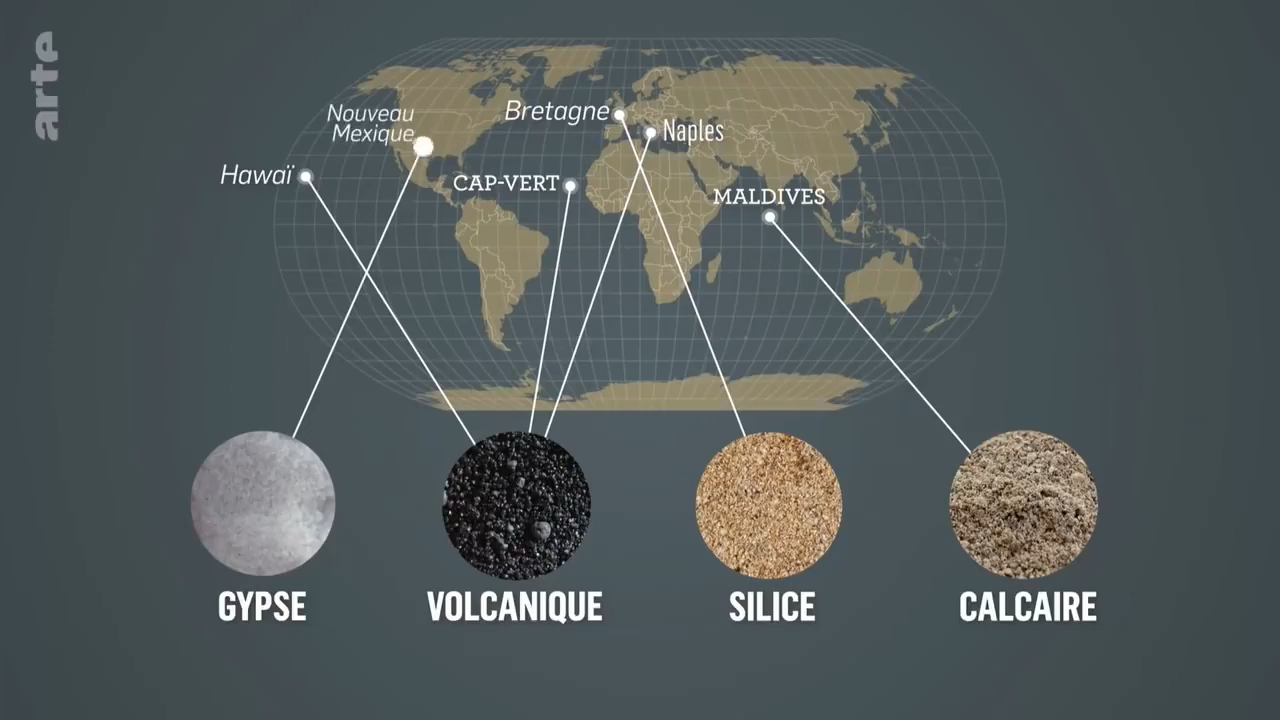 arte
Nouveau
Mexique
Bretagne
Naples
Hawaï
CAP-VERT
MALDIVES
GYPSE
VOLCANIQUE
SILICE
CALCAIRE